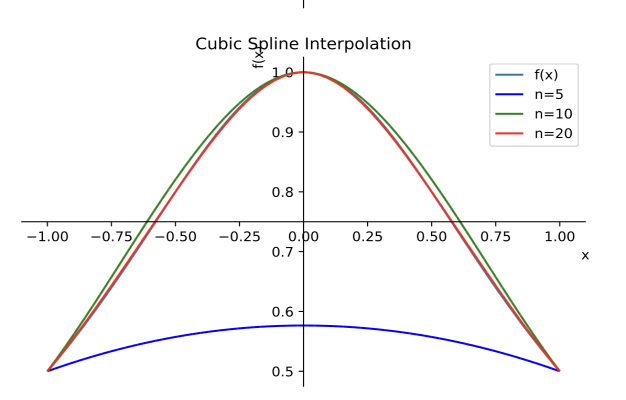 Cubic Spline Interpolation
f(x)
1.0
0.9
0.8
0.7
0.6
0.5
−1.00 −0.75 −0.50 −0.25 0.00 0.25 0.50 0.75 1.00
x
f(x)
n=5
n=10
n=20